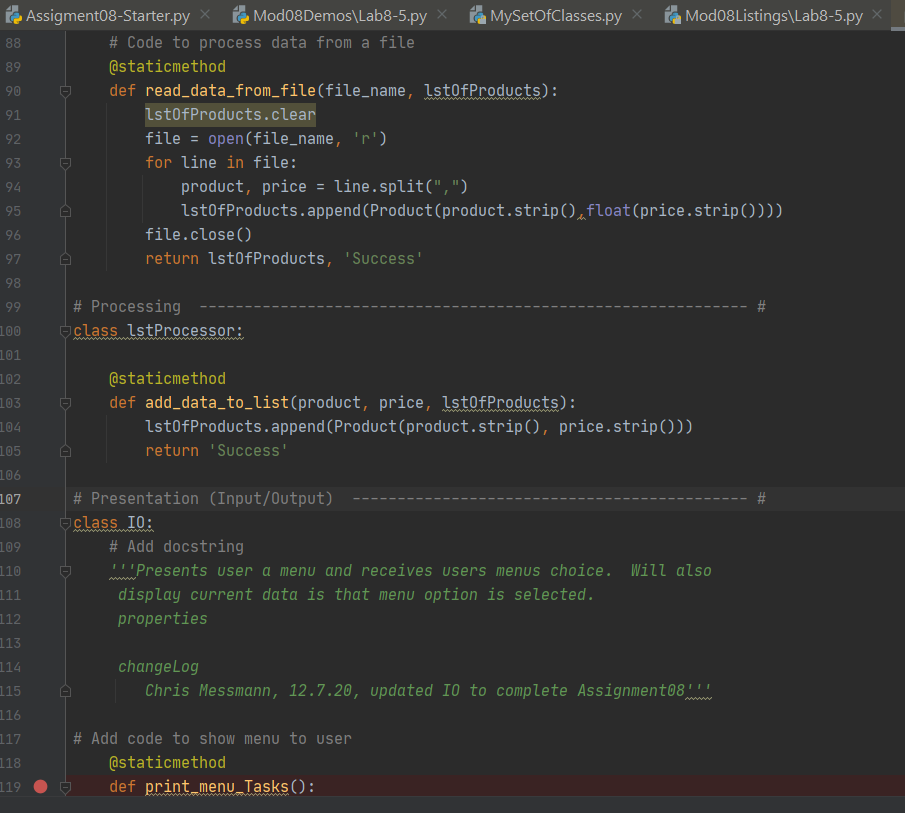 Assigment08-Starter.py × Mod08Demos\Lab8-5.py × MySetOfClasses.py × Mod08Listings\Lab8-5.py ×
88 # Code to process data from a file
89 @staticmethod
90 def read_data_from_file(file_name, lstOfProducts):
91 lstOfProducts.clear
92 file = open(file_name, 'r')
93 for line in file:
94 product, price = line.split(",")
95 lstOfProducts.append(Product(product.strip(),float(price.strip())))
96 file.close()
97 return lstOfProducts, 'Success'
98
99 # Processing  ------------------------------------------------------------- #
100 class lstProcessor:
101
102 @staticmethod
103 def add_data_to_list(product, price, lstOfProducts):
104 lstOfProducts.append(Product(product.strip(), price.strip()))
105 return 'Success'
106
107 # Presentation (Input/Output)  -------------------------------------------- #
108 class IO:
109 # Add docstring
110 '''Presents user a menu and receives users menus choice.  Will also
111 display current data is that menu option is selected.
112 properties
113
114 changeLog
115 Chris Messmann, 12.7.20, updated IO to complete Assignment08'''
116
117 # Add code to show menu to user
118 @staticmethod
119 def print_menu_Tasks():